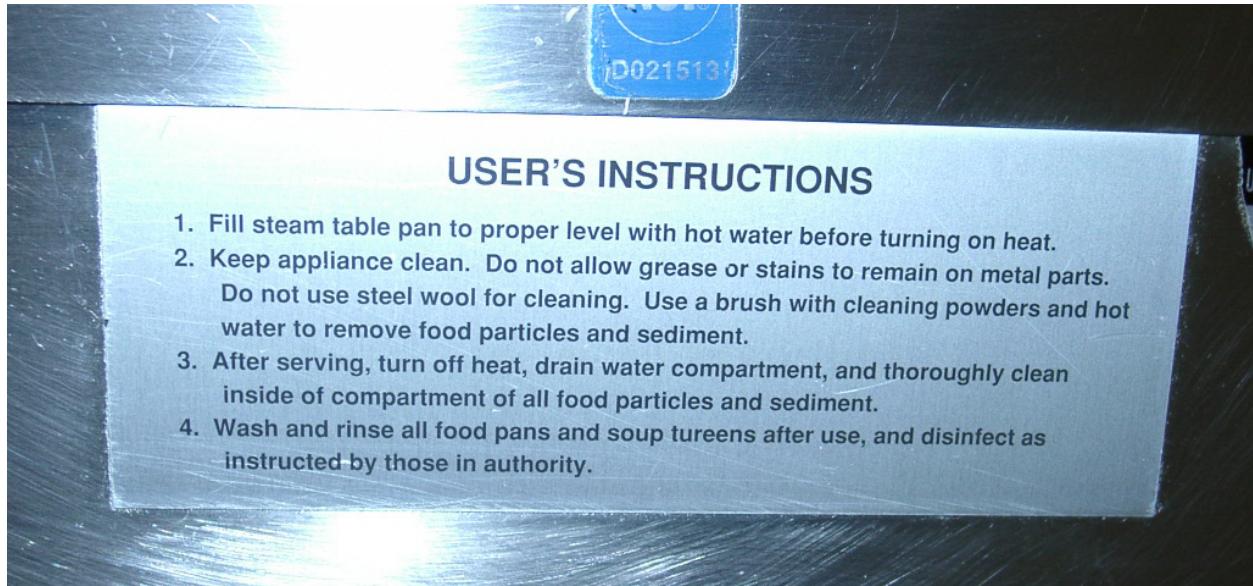 D021513
USER'S INSTRUCTIONS
1. Fill steam table pan to proper level with hot water before turning on heat.
2. Keep appliance clean. Do not allow grease or stains to remain on metal parts.
Do not use steel wool for cleaning. Use a brush with cleaning powders and hot
water to remove food particles and sediment.
3. After serving, turn off heat, drain water compartment, and thoroughly clean
inside of compartment of all food particles and sediment.
4. Wash and rinse all food pans and soup tureens after use, and disinfect as
instructed by those in authority.